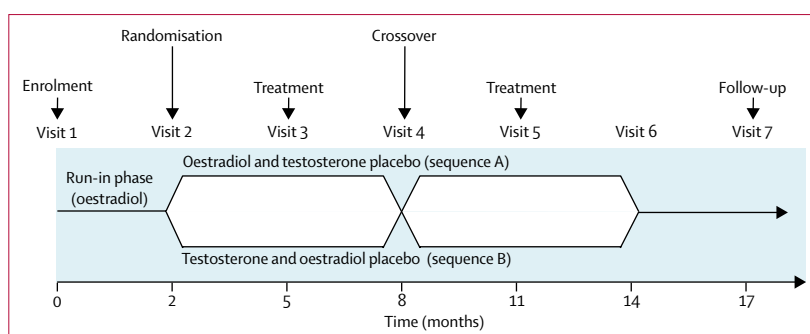 Randomisation
Crossover
Enrolment
Treatment
Treatment
Follow-up
Visit 1
Visit 2
Visit 3
Visit 4
Visit 5
Visit 6
Visit 7
Oestradiol and testosterone placebo (sequence A)
Run-in phase
(oestradiol)
Testosterone and oestradiol placebo (sequence B)
0
2
5
8
11
14
17
Time (months)